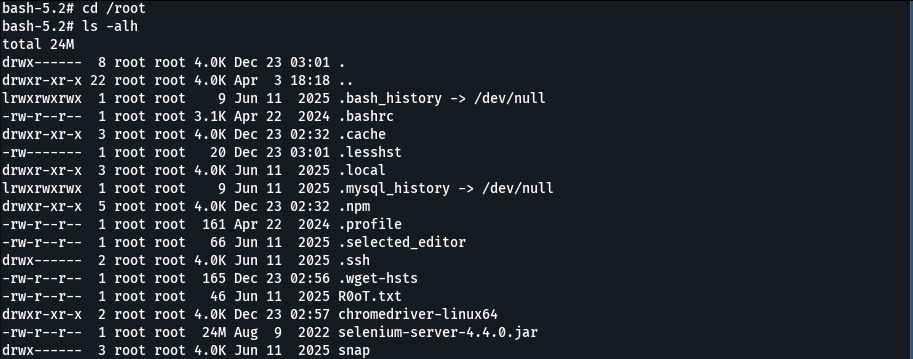 bash-5.2# cd /root
bash-5.2# ls -alh
total 24M
drwx------  8 root root 4.0K Dec 23 03:01 .
drwxr-xr-x 22 root root 4.0K Apr  3 18:18 ..
lrwxrwxrwx  1 root root    9 Jun 11  2025 .bash_history -> /dev/null
-rw-r--r--  1 root root 3.1K Apr 22  2024 .bashrc
drwxr-xr-x  3 root root 4.0K Dec 23 02:32 .cache
-rw-------  1 root root   20 Dec 23 03:01 .lesshst
drwxr-xr-x  3 root root 4.0K Jun 11  2025 .local
lrwxrwxrwx  1 root root    9 Jun 11  2025 .mysql_history -> /dev/null
drwxr-xr-x  5 root root 4.0K Dec 23 02:32 .npm
-rw-r--r--  1 root root  161 Apr 22  2024 .profile
-rw-r--r--  1 root root   66 Jun 11  2025 .selected_editor
drwx------  2 root root 4.0K Jun 11  2025 .ssh
-rw-r--r--  1 root root  165 Dec 23 02:56 .wget-hsts
-rw-r--r--  1 root root   46 Jun 11  2025 R0oT.txt
drwxr-xr-x  2 root root 4.0K Dec 23 02:57 chromedriver-linux64
-rw-r--r--  1 root root  24M Aug  9  2022 selenium-server-4.4.0.jar
drwx------  3 root root 4.0K Jun 11  2025 snap